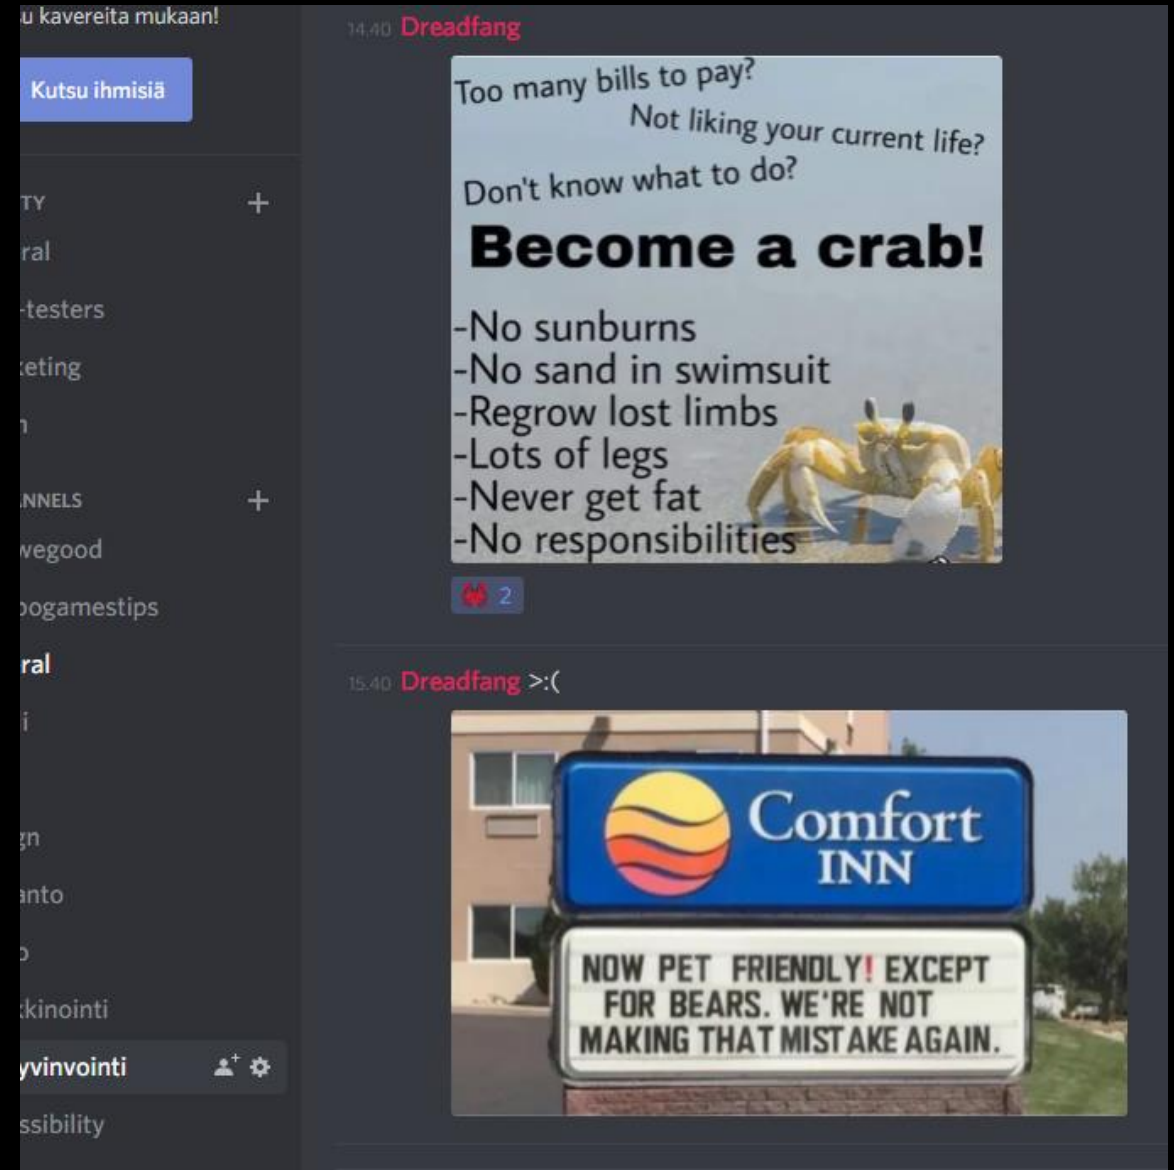 u kavereita mukaan!
Kutsu ihmisiä
TY
ral
-testers
keting
NNELS
wegood
oogamestips
ral
i
gn
anto
o
kkinointi
yvinvointi
ssibility
14.40 Dreadfang
Too many bills to pay?
Not liking your current life?
Don't know what to do?
Become a crab!
-No sunburns
-No sand in swimsuit
-Regrow lost limbs
-Lots of legs
-Never get fat
-No responsibilities
2
15.40 Dreadfang >:(
Comfort
INN
NOW PET FRIENDLY! EXCEPT
FOR BEARS. WE'RE NOT
MAKING THAT MISTAKE AGAIN.